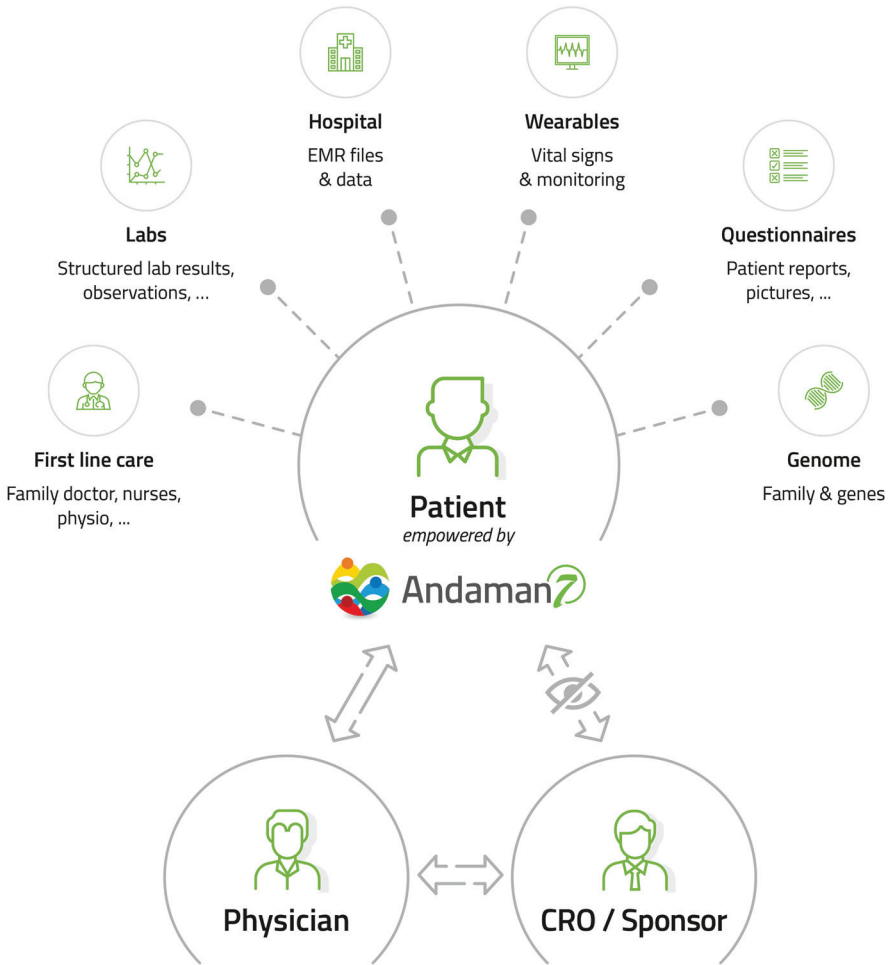 Hospital
EMR files
& data
Wearables
Vital signs
& monitoring
Labs
Structured lab results,
observations, ...
Questionnaires
Patient reports,
pictures, ...
First line care
Family doctor, nurses,
physio, ...
Genome
Family & genes
Patient
empowered by
Andaman7
Physician
CRO / Sponsor